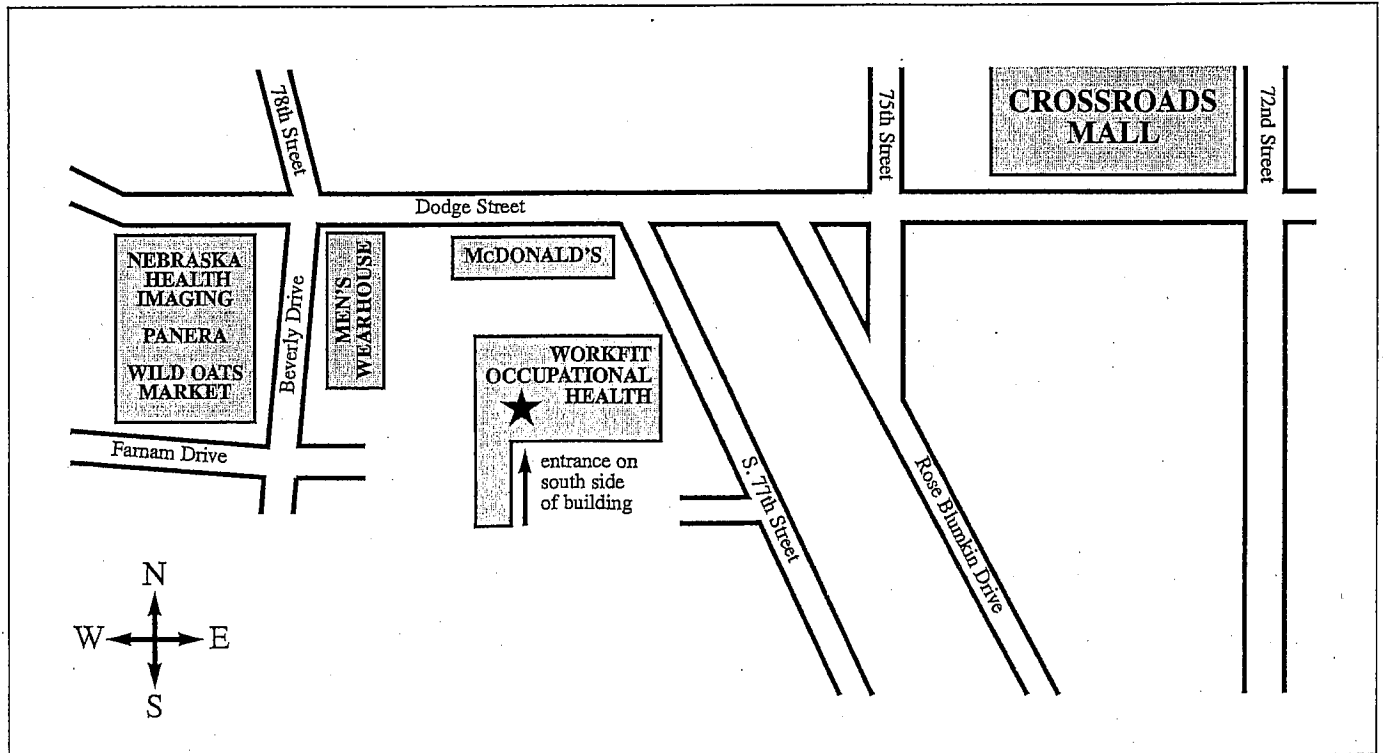 78th Street
75th Street
CROSSROADS
MALL
72nd Street
Dodge Street
NEBRASKA
HEALTH
IMAGING
PANERA
WILD OATS
MARKET
Beverly Drive
MEN'S
WEARHOUSE
MCDONALD'S
WORKFIT
OCCUPATIONAL
HEALTH
Farnam Drive
entrance on
south side
of building
S. 77th Street
Rose Blumkin Drive
N
W
E
S